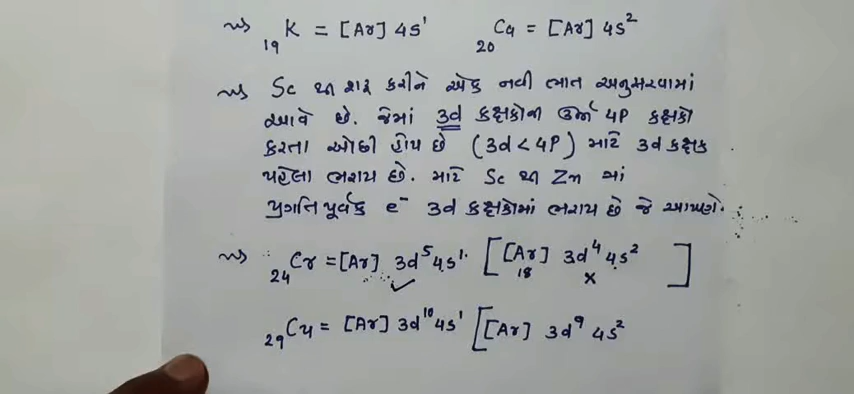 ₁₉K = [Ar] 4s¹ ₂₀Ca = [Ar] 4s²
Sc થી શરૂ કરીને એક નવી ભાત અનુસરવામાં
આવે છે. જેમાં 3d કક્ષકોની ઉર્જા 4P કક્ષકો
કરતા ઓછી હોય છે (3d < 4P) માટે 3d કક્ષક
પહેલા ભરાય છે. માટે Sc થી Zn માં
પ્રગતિ પૂર્વક e⁻ 3d કક્ષકોમાં ભરાય છે જે આપણે.
₂₄Cr = [Ar] 3d⁵ 4s¹ [ [Ar]₁₈ 3d⁴ 4s² ]
✓ x
₂₉Cu = [Ar] 3d¹⁰ 4s¹ [ [Ar] 3d⁹ 4s²